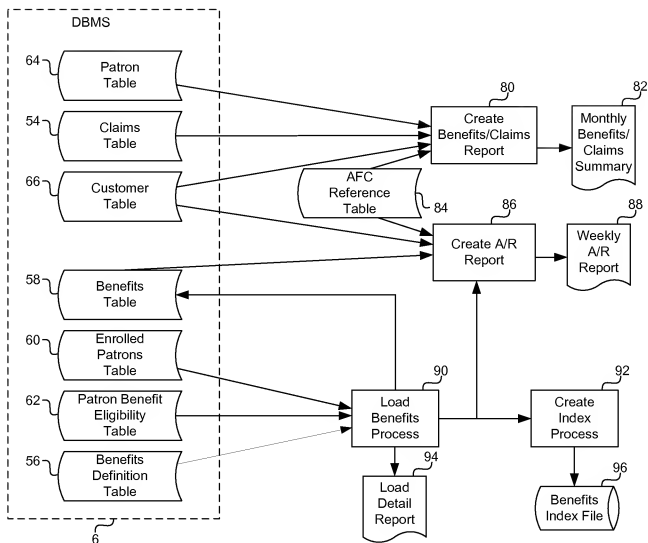 DBMS
64
Patron
Table
54
Claims
Table
66
Customer
Table
58
Benefits
Table
60
Enrolled
Patrons
Table
62
Patron Benefit
Eligibility
Table
56
Benefits
Definition
Table
6
80
Create
Benefits/Claims
Report
82
Monthly
Benefits/
Claims
Summary
AFC
Reference
Table
84
86
Create A/R
Report
88
Weekly
A/R
Report
90
Load
Benefits
Process
92
Create
Index
Process
94
Load
Detail
Report
96
Benefits
Index File